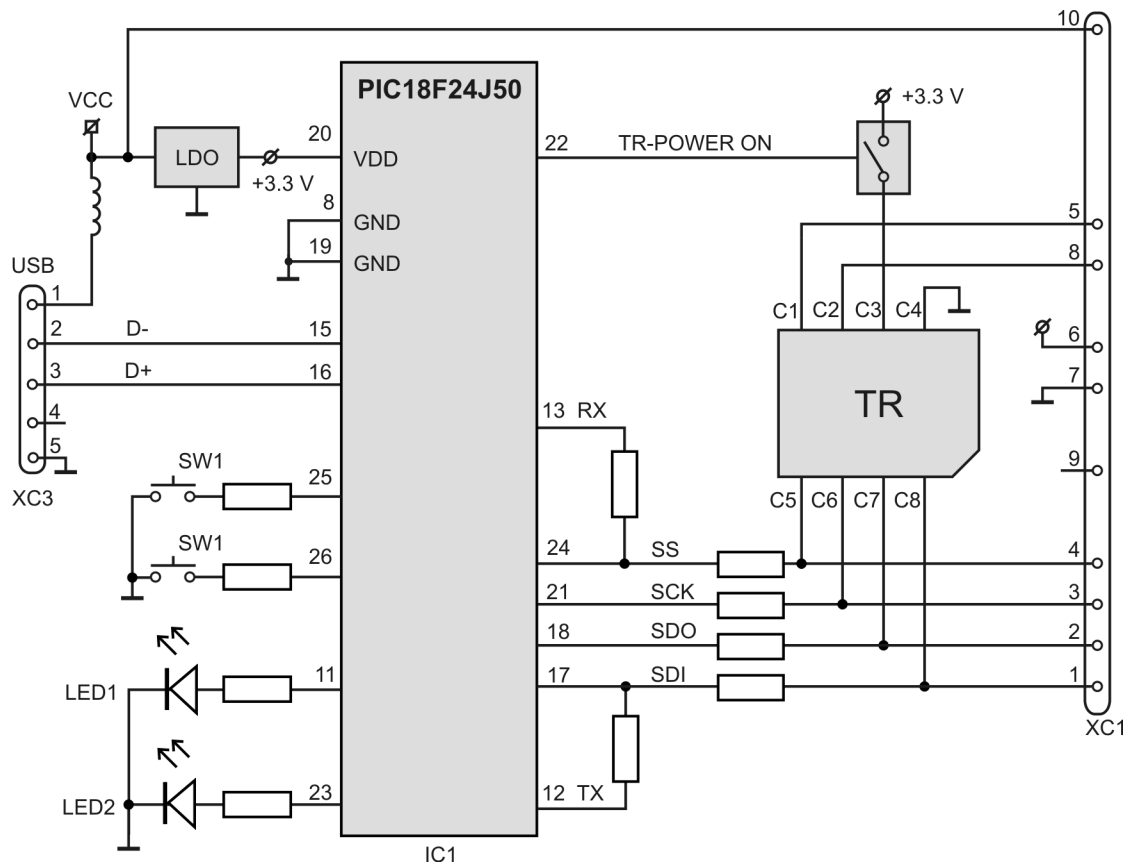 10
PIC18F24J50
VCC
+3.3 V
20
22
TR-POWER ON
LDO
VDD
+3.3 V
8
5
GND
19
8
GND
USB
1
C1
C2
C3
C4
2
D-
15
6
3
D+
16
7
TR
4
13
RX
5
SW1
9
25
XC3
C5
C6
C7
C8
SW1
24
SS
4
26
21
SCK
3
18
SDO
2
LED1
11
17
SDI
1
XC1
LED2
23
12
TX
IC1